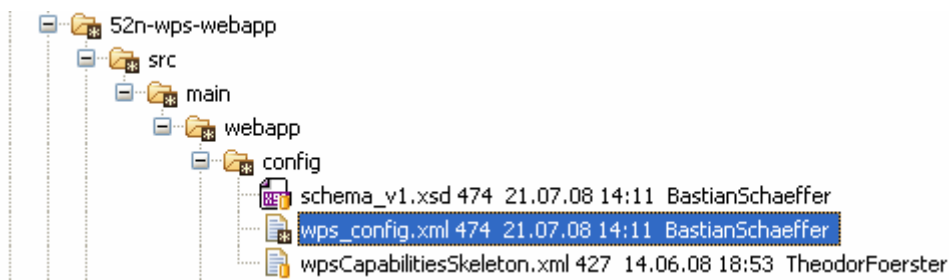 52n-wps-webapp
src
main
webapp
config
schema_v1.xsd 474 21.07.08 14:11 BastianSchaeffer
wps_config.xml 474 21.07.08 14:11 BastianSchaeffer
wpsCapabilitiesSkeleton.xml 427 14.06.08 18:53 TheodorFoerster